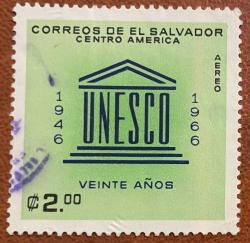 CORREOS DE EL SALVADOR
CENTRO AMERICA
AEREO
1946
UNESCO
1966
VEINTE AÑOS
₡2.00